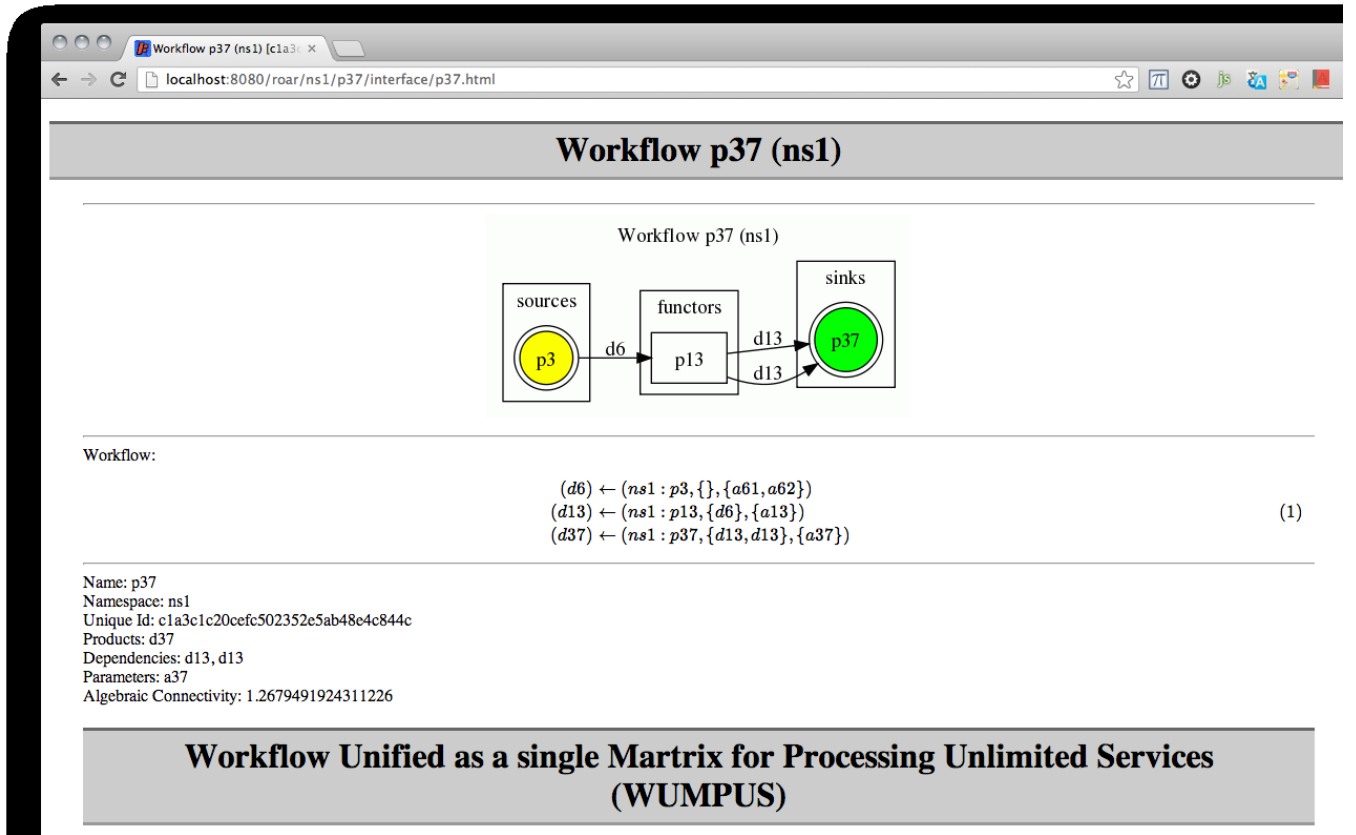 Workflow p37 (ns1) [c1a3c
localhost:8080/roar/ns1/p37/interface/p37.html
Workflow p37 (ns1)
Workflow p37 (ns1)
sources
functors
sinks
p3
d6
p13
d13
d13
p37
Workflow:
(d6) ← (ns1 : p3, {}, {a61, a62})
(d13) ← (ns1 : p13, {d6}, {a13})
(1)
(d37) ← (ns1 : p37, {d13, d13}, {a37})
Name: p37
Namespace: ns1
Unique Id: c1a3c1c20cefc502352e5ab48e4c844c
Products: d37
Dependencies: d13, d13
Parameters: a37
Algebraic Connectivity: 1.2679491924311226
Workflow Unified as a single Martrix for Processing Unlimited Services
(WUMPUS)